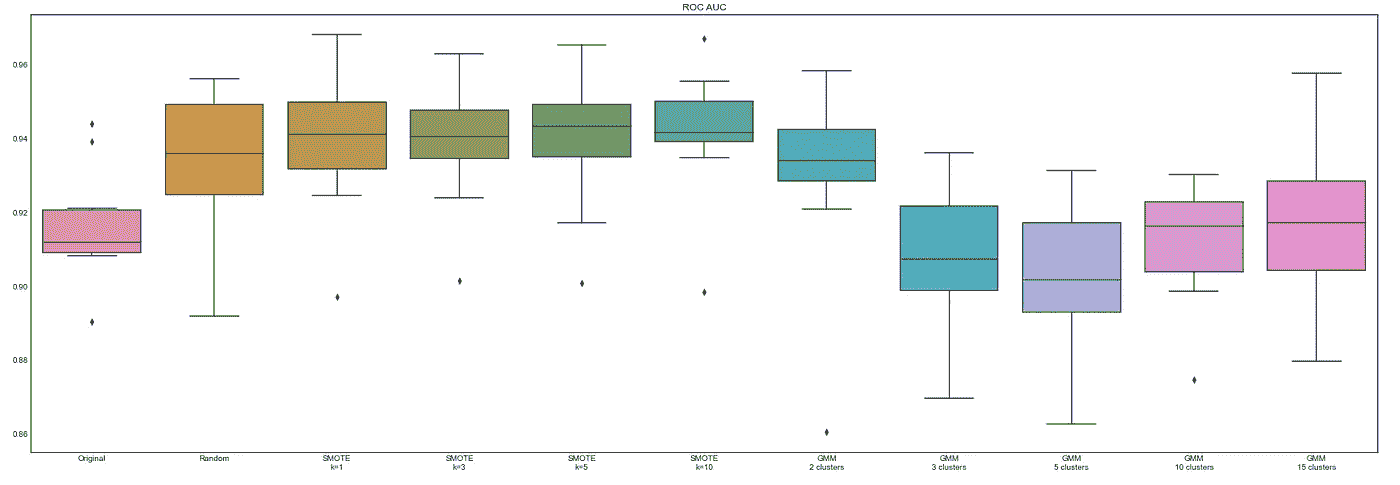 ROC AUC
0.96
0.94
0.92
0.90
0.88
0.86
Original
Random
SMOTE
k=1
SMOTE
k=3
SMOTE
k=5
SMOTE
k=10
GMM
2 clusters
GMM
3 clusters
GMM
5 clusters
GMM
10 clusters
GMM
15 clusters